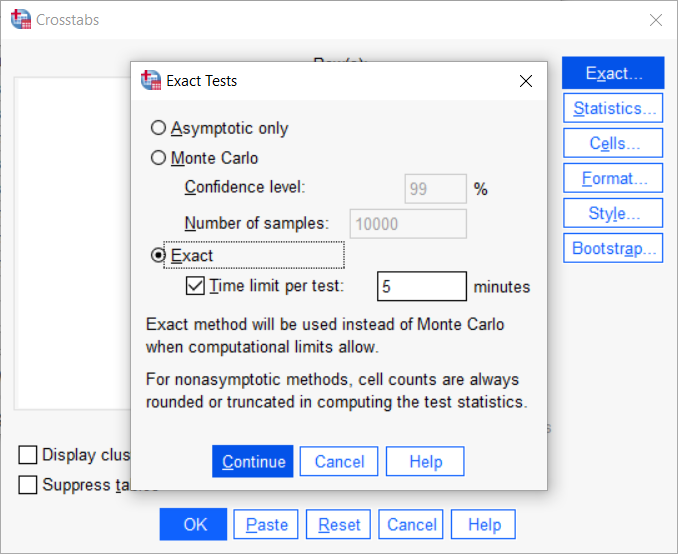 Crosstabs
Exact Tests
Exact...
Asymptotic only
Statistics...
Monte Carlo
Cells...
Confidence level: 99 %
Format...
Number of samples: 10000
Style...
Exact
Bootstrap...
Time limit per test: 5 minutes
Exact method will be used instead of Monte Carlo
when computational limits allow.
For nonasymptotic methods, cell counts are always
rounded or truncated in computing the test statistics.
Display clus
Continue Cancel Help
Suppress
OK Paste Reset Cancel Help